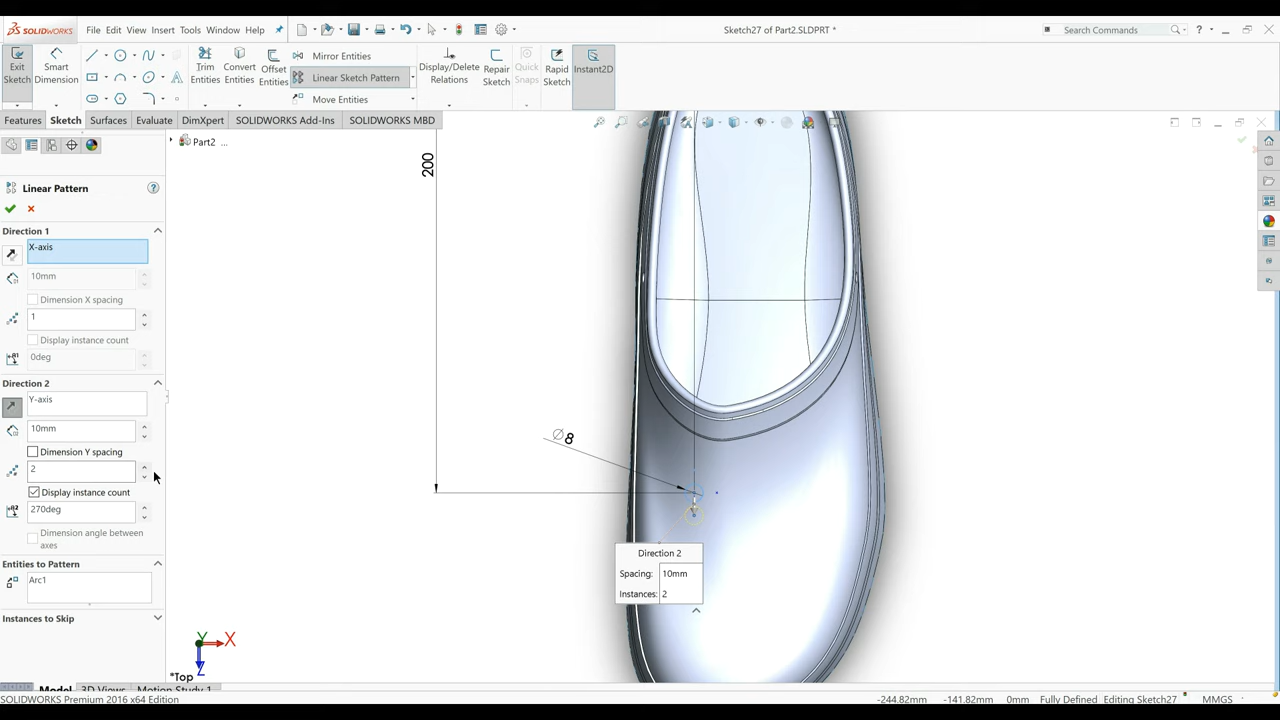 SOLIDWORKS
File Edit View Insert Tools Window Help
Sketch27 of Part2.SLDPRT *
Search Commands
Exit Sketch
Smart Dimension
Trim Entities
Convert Entities
Offset Entities
Mirror Entities
Linear Sketch Pattern
Move Entities
Display/Delete Relations
Repair Sketch
Quick Snaps
Rapid Sketch
Instant2D
Features Sketch Surfaces Evaluate DimXpert SOLIDWORKS Add-Ins SOLIDWORKS MBD
Part2 ...
Linear Pattern
Direction 1
X-axis
10mm
Dimension X spacing
1
Display instance count
0deg
Direction 2
Y-axis
10mm
Dimension Y spacing
2
Display instance count
270deg
Dimension angle between axes
Entities to Pattern
Arc1
Instances to Skip
200
∅8
Direction 2
Spacing: 10mm
Instances: 2
Y
X
Z
*Top
Model 3D Views Motion Study 1
SOLIDWORKS Premium 2016 x64 Edition
-244.82mm -141.82mm 0mm Fully Defined Editing Sketch27 MMGS